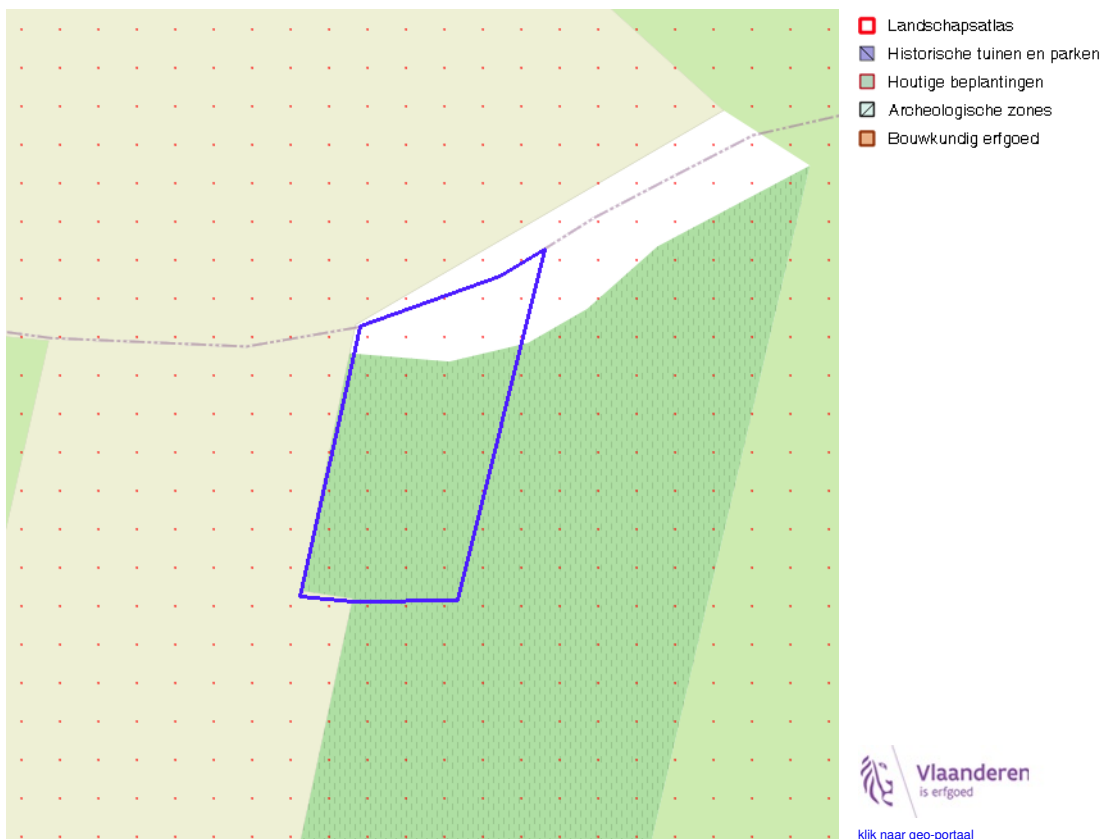 Landschapsatlas
Historische tuinen en parken
Houtige beplantingen
Archeologische zones
Bouwkundig erfgoed
Vlaanderen
is erfgoed
klik naar geo-portaal